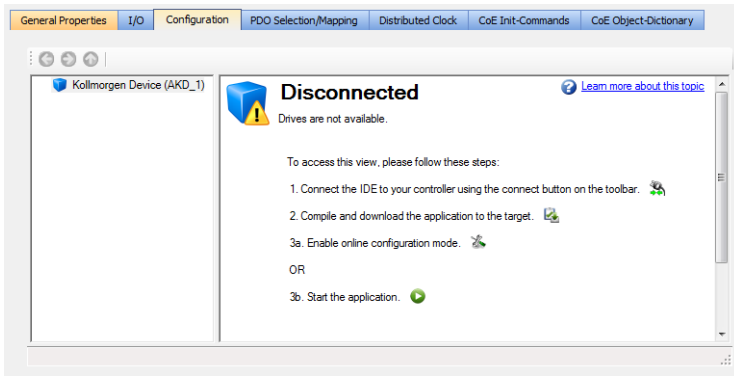 General Properties I/O Configuration PDO Selection/Mapping Distributed Clock CoE Init-Commands CoE Object-Dictionary
Kollmorgen Device (AKD_1)
Disconnected
Learn more about this topic
Drives are not available.
To access this view, please follow these steps:
1. Connect the IDE to your controller using the connect button on the toolbar.
2. Compile and download the application to the target.
3a. Enable online configuration mode.
OR
3b. Start the application.